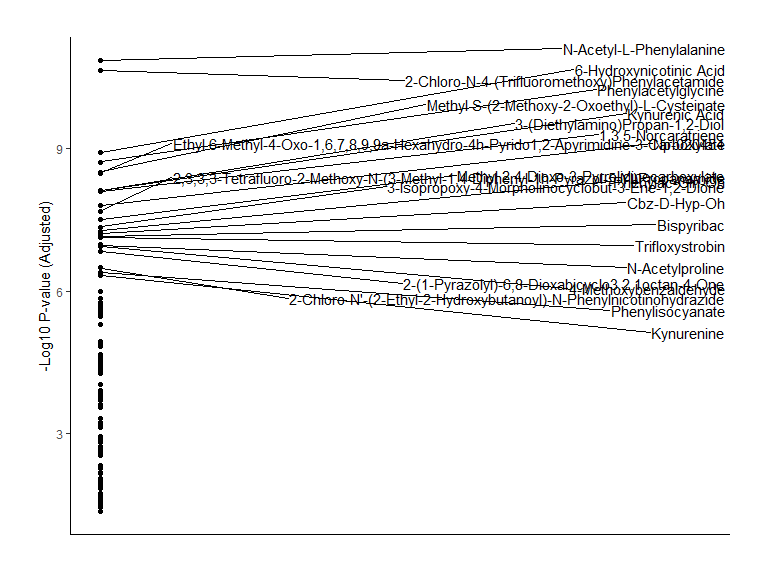 N-Acetyl-L-Phenylalanine
6-Hydroxynicotinic Acid
2-Chloro-N-4-(Trifluoromethoxy)Phenylacetamide
Phenylacetylglycine
Methyl S-(2-Methoxy-2-Oxoethyl)-L-Cysteinate
Kynurenic Acid
3-(Diethylamino)Propan-1,2-Diol
1,3,5-Norcaratriene
9
Ethyl 6-Methyl-4-Oxo-1,6,7,8,9,9a-Hexahydro-4h-Pyrido1,2-Apyrimidine-3-Carboxylate
2,3,3,3-Tetrafluoro-2-Methoxy-N-(3-Methyl-1,4-Diphenyl-1h-Pyrazol-5-Yl)Propanamide
3-Isopropoxy-4-Morpholinocyclobut-3-Ene-1,2-Dione
Cbz-D-Hyp-Oh
Bispyribac
Trifloxystrobin
N-Acetylproline
2-(1-Pyrazolyl)-6,8-Dioxabicyclo3.2.1octan-4-One
4-Methoxybenzaldehyde
6
2-Chloro-N'-(2-Ethyl-2-Hydroxybutanoyl)-N-Phenylnicotinohydrazide
Phenylisocyanate
Kynurenine
3
-Log10 P-value (Adjusted)